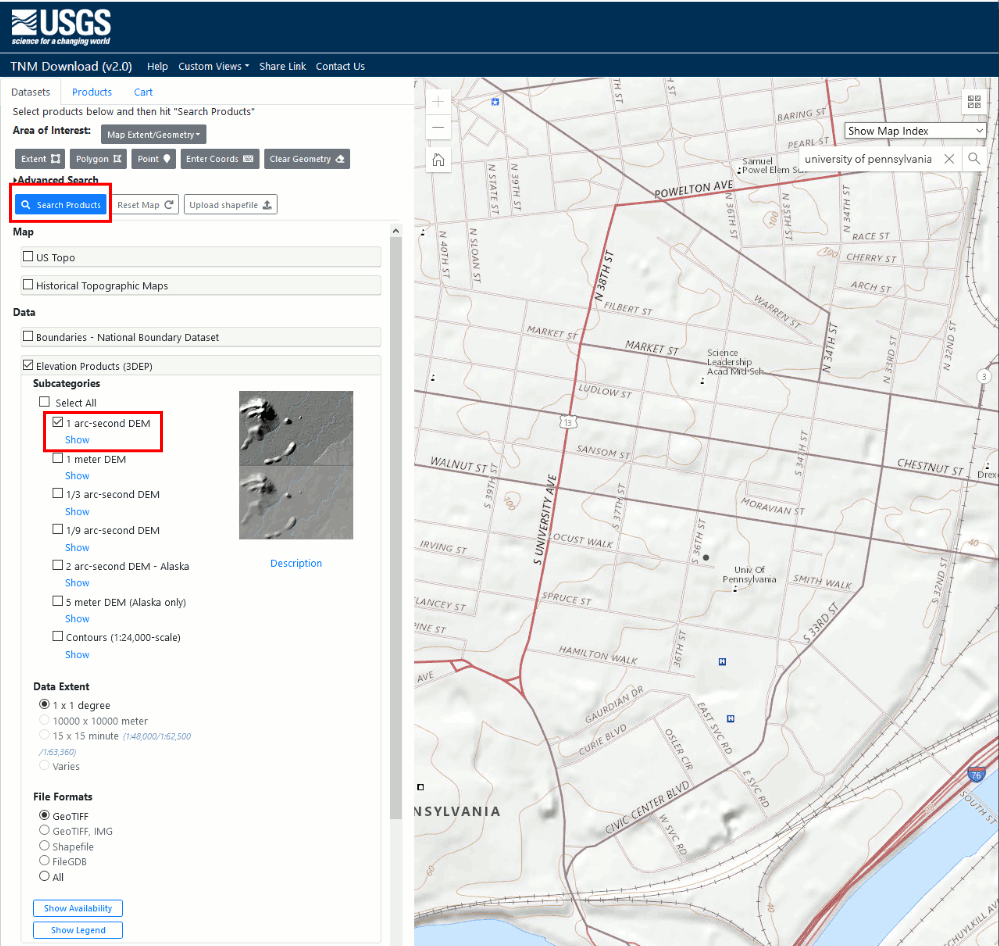 USGS
science for a changing world
TNM Download (v2.0) Help Custom Views Share Link Contact Us
Datasets Products Cart
Select products below and then hit "Search Products"
Area of Interest: Map Extent/Geometry
Extent Polygon Point Enter Coords Clear Geometry
Advanced Search
Search Products Reset Map Upload shapefile
Map
US Topo
Historical Topographic Maps
Data
Boundaries - National Boundary Dataset
Elevation Products (3DEP)
Subcategories
Select All
1 arc-second DEM
Show
1 meter DEM
Show
1/3 arc-second DEM
Show
1/9 arc-second DEM
Show
2 arc-second DEM - Alaska
Show
5 meter DEM (Alaska only)
Show
Contours (1:24,000-scale)
Show
Description
Data Extent
1 x 1 degree
10000 x 10000 meter
15 x 15 minute (1:48,000/1:62,500
/1:63,360)
Varies
File Formats
GeoTIFF
GeoTIFF, IMG
Shapefile
FileGDB
All
Show Availability
Show Legend
Show Map Index
university of pennsylvania
BARING ST
PEARL ST
Samuel
Powel Elem Sc
POWELTON AVE
N STATE ST
N 39TH ST
N 36TH ST
N 35TH ST
N 34TH ST
100
RACE ST
100
CHERRY ST
N 40TH ST
N SLOAN ST
N 38TH ST
ARCH ST
FILBERT ST
WARREN ST
MARKET ST
MARKET ST
N 34TH ST
N 33RD ST
N 32ND ST
Science
Leadership
Acad Mid-Sch
3
LUDLOW ST
13
SANSOM ST
S 34TH ST
WALNUT ST
CHESTNUT ST
Drex
S 39TH ST
100
S 37TH ST
MORAVIAN ST
S UNIVERSITY AVE
LOCUST WALK
S 36TH ST
IRVING ST
40
Univ Of
Pennsylvania
SMITH WALK
S 32ND ST
SPRUCE ST
LANCEY ST
PINE ST
S 33RD ST
36TH ST
HAMILTON WALK
H
AVE
GAURDIAN DR
EAST SVC RD
H
CURIE BLVD
OSLER CIR
E SVC RD
76
SOUTH ST
NSYLVANIA
CIVIC CENTER BLVD
W SVC RD
60
40
SCHUYLKILL AV